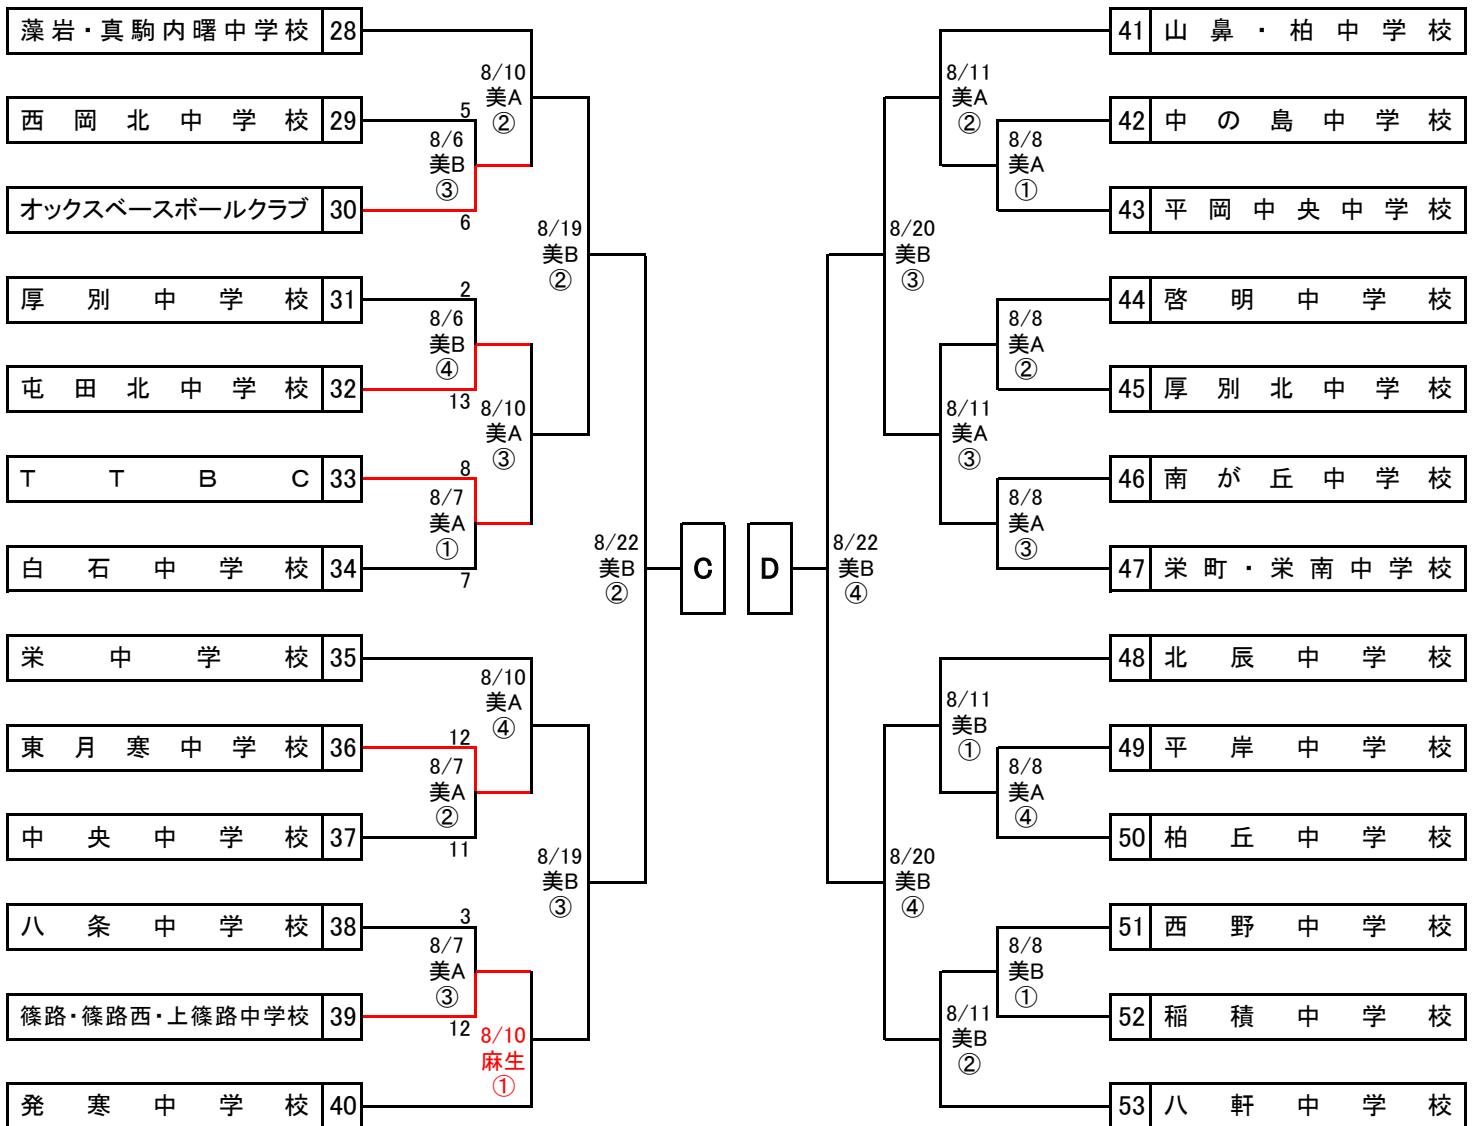 藻岩・真駒内曙中学校 28
8/10
美A
②
西岡北中学校 29
5
8/6
美B
③
オックスベースボールクラブ 30
6
8/19
美B
②
厚別中学校 31
2
8/6
美B
④
屯田北中学校 32
13
8/10
美A
③
TTBC 33
8
8/7
美A
①
白石中学校 34
7
8/22
美B
②
C
栄中学校 35
8/10
美A
④
東月寒中学校 36
12
8/7
美A
②
中央中学校 37
11
8/19
美B
③
八条中学校 38
3
8/7
美A
③
篠路・篠路西・上篠路中学校 39
12
8/10
麻生
①
発寒中学校 40
41 山鼻・柏中学校
8/11
美A
②
42 中の島中学校
8/8
美A
①
43 平岡中央中学校
8/20
美B
③
44 啓明中学校
8/8
美A
②
45 厚別北中学校
8/11
美A
③
46 南が丘中学校
8/8
美A
③
47 栄町・栄南中学校
D
8/22
美B
④
48 北辰中学校
8/11
美B
①
49 平岸中学校
8/8
美A
④
50 柏丘中学校
8/20
美B
④
51 西野中学校
8/8
美B
①
52 稲積中学校
8/11
美B
②
53 八軒中学校